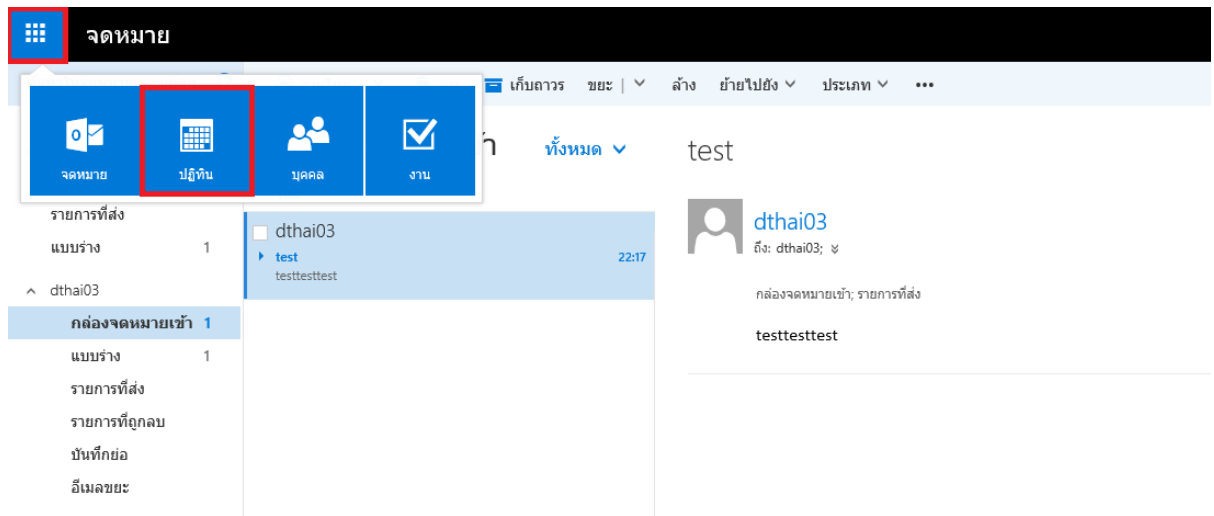 จดหมาย
เก็บถาวร ขยะ | ล้าง ย้ายไปยัง ประเภท •••
จดหมาย ปฏิทิน บุคคล งาน
ทั้งหมด
รายการที่ส่ง
แบบร่าง 1
dthai03
กล่องจดหมายเข้า 1
แบบร่าง 1
รายการที่ส่ง
รายการที่ถูกลบ
บันทึกย่อ
อีเมลขยะ
dthai03
test 22:17
testtesttest
test
dthai03
ถึง: dthai03;
กล่องจดหมายเข้า; รายการที่ส่ง
testtesttest